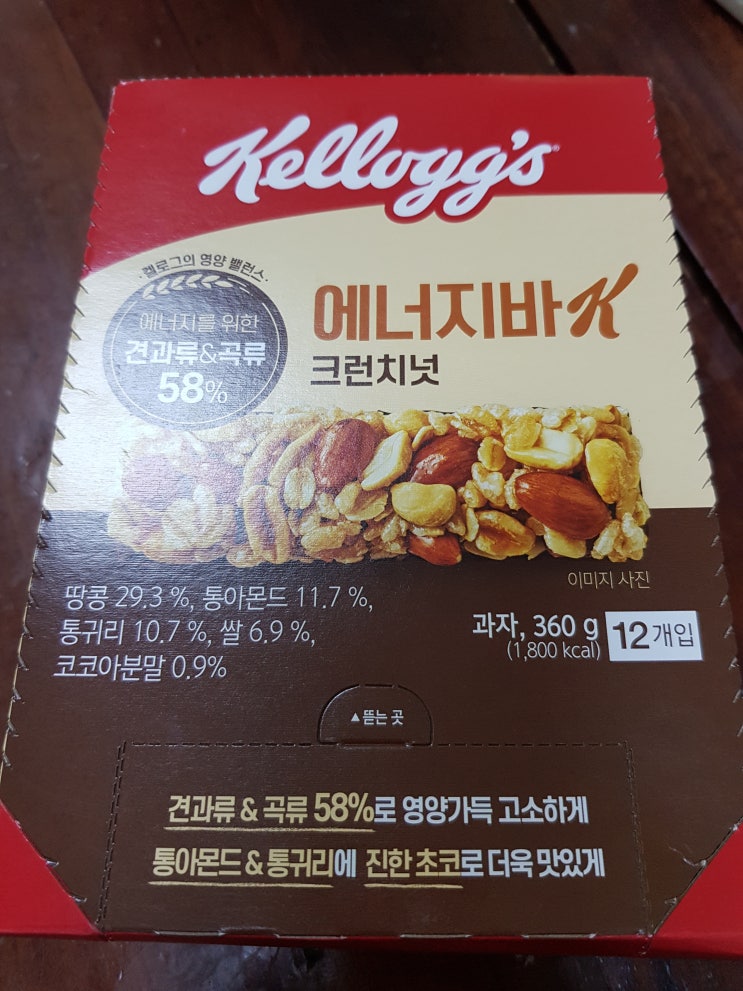 Kellogg's
·켈로그의 영양 밸런스·
에너지를 위한
견과류&곡류
58%
에너지바K
크런치넛
이미지 사진
땅콩 29.3 %, 통아몬드 11.7 %,
통귀리 10.7 %, 쌀 6.9 %,
코코아분말 0.9%
과자, 360 g
(1,800 kcal)
12개입
▲뜯는 곳
견과류 & 곡류 58%로 영양가득 고소하게
통아몬드 & 통귀리에 진한 초코로 더욱 맛있게